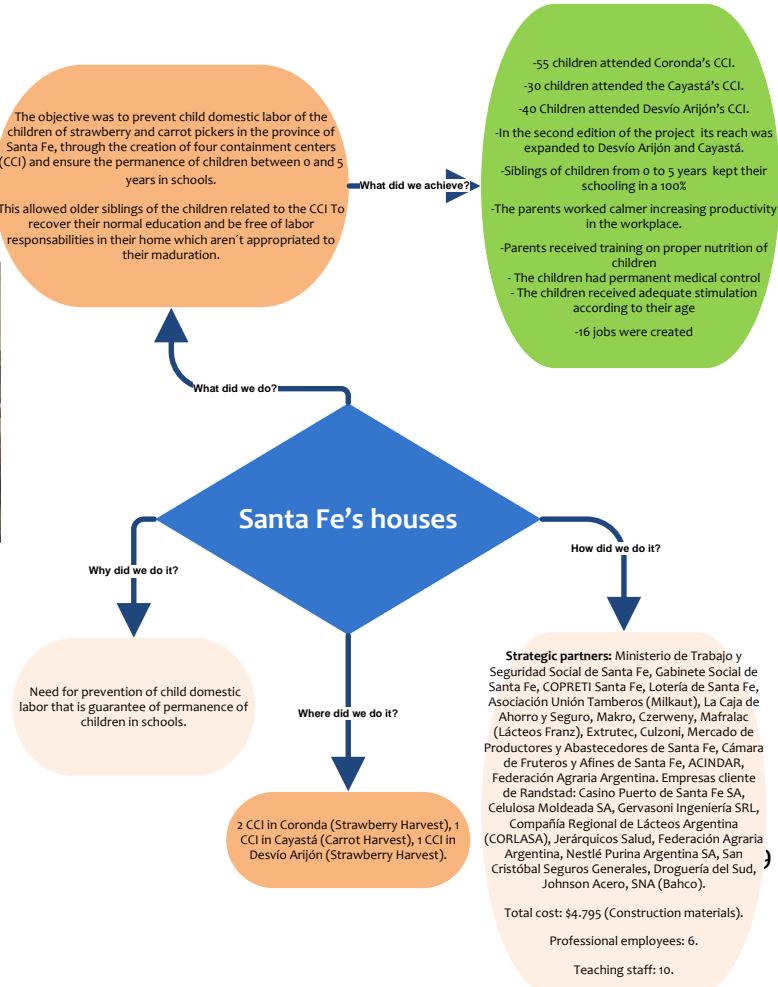 The objective was to prevent child domestic labor of the
children of strawberry and carrot pickers in the province of
Santa Fe, through the creation of four containment centers
(CCI) and ensure the permanence of children between 0 and 5
years in schools.
This allowed older siblings of the children related to the CCI To
recover their normal education and be free of labor
responsibilities in their home which aren´t appropriated to
their maduration.
What did we achieve?
-55 children attended Coronda's CCI.
-30 children attended the Cayastá's CCI.
-40 Children attended Desvío Arijón's CCI.
-In the second edition of the project its reach was
expanded to Desvío Arijón and Cayastá.
-Siblings of children from 0 to 5 years kept their
schooling in a 100%
-The parents worked calmer increasing productivity
in the workplace.
-Parents received training on proper nutrition of
children
- The children had permanent medical control
- The children received adequate stimulation
according to their age
-16 jobs were created
What did we do?
Santa Fe's houses
Why did we do it?
How did we do it?
Need for prevention of child domestic
labor that is guarantee of permanence of
children in schools.
Where did we do it?
2 CCI in Coronda (Strawberry Harvest), 1
CCI in Cayastá (Carrot Harvest), 1 CCI in
Desvío Arijón (Strawberry Harvest).
Strategic partners: Ministerio de Trabajo y
Seguridad Social de Santa Fe, Gabinete Social de
Santa Fe, COPRETI Santa Fe, Lotería de Santa Fe,
Asociación Unión Tamberos (Milkaut), La Caja de
Ahorro y Seguro, Makro, Czerweny, Mafralac
(Lácteos Franz), Extrutec, Culzoni, Mercado de
Productores y Abastecedores de Santa Fe, Cámara
de Fruteros y Afines de Santa Fe, ACINDAR,
Federación Agraria Argentina. Empresas cliente
de Randstad: Casino Puerto de Santa Fe SA,
Celulosa Moldeada SA, Gervasoni Ingeniería SRL,
Compañía Regional de Lácteos Argentina
(CORLASA), Jerárquicos Salud, Federación Agraria
Argentina, Nestlé Purina Argentina SA, San
Cristóbal Seguros Generales, Droguería del Sud,
Johnson Acero, SNA (Bahco).
Total cost: $4.795 (Construction materials).
Professional employees: 6.
Teaching staff: 10.